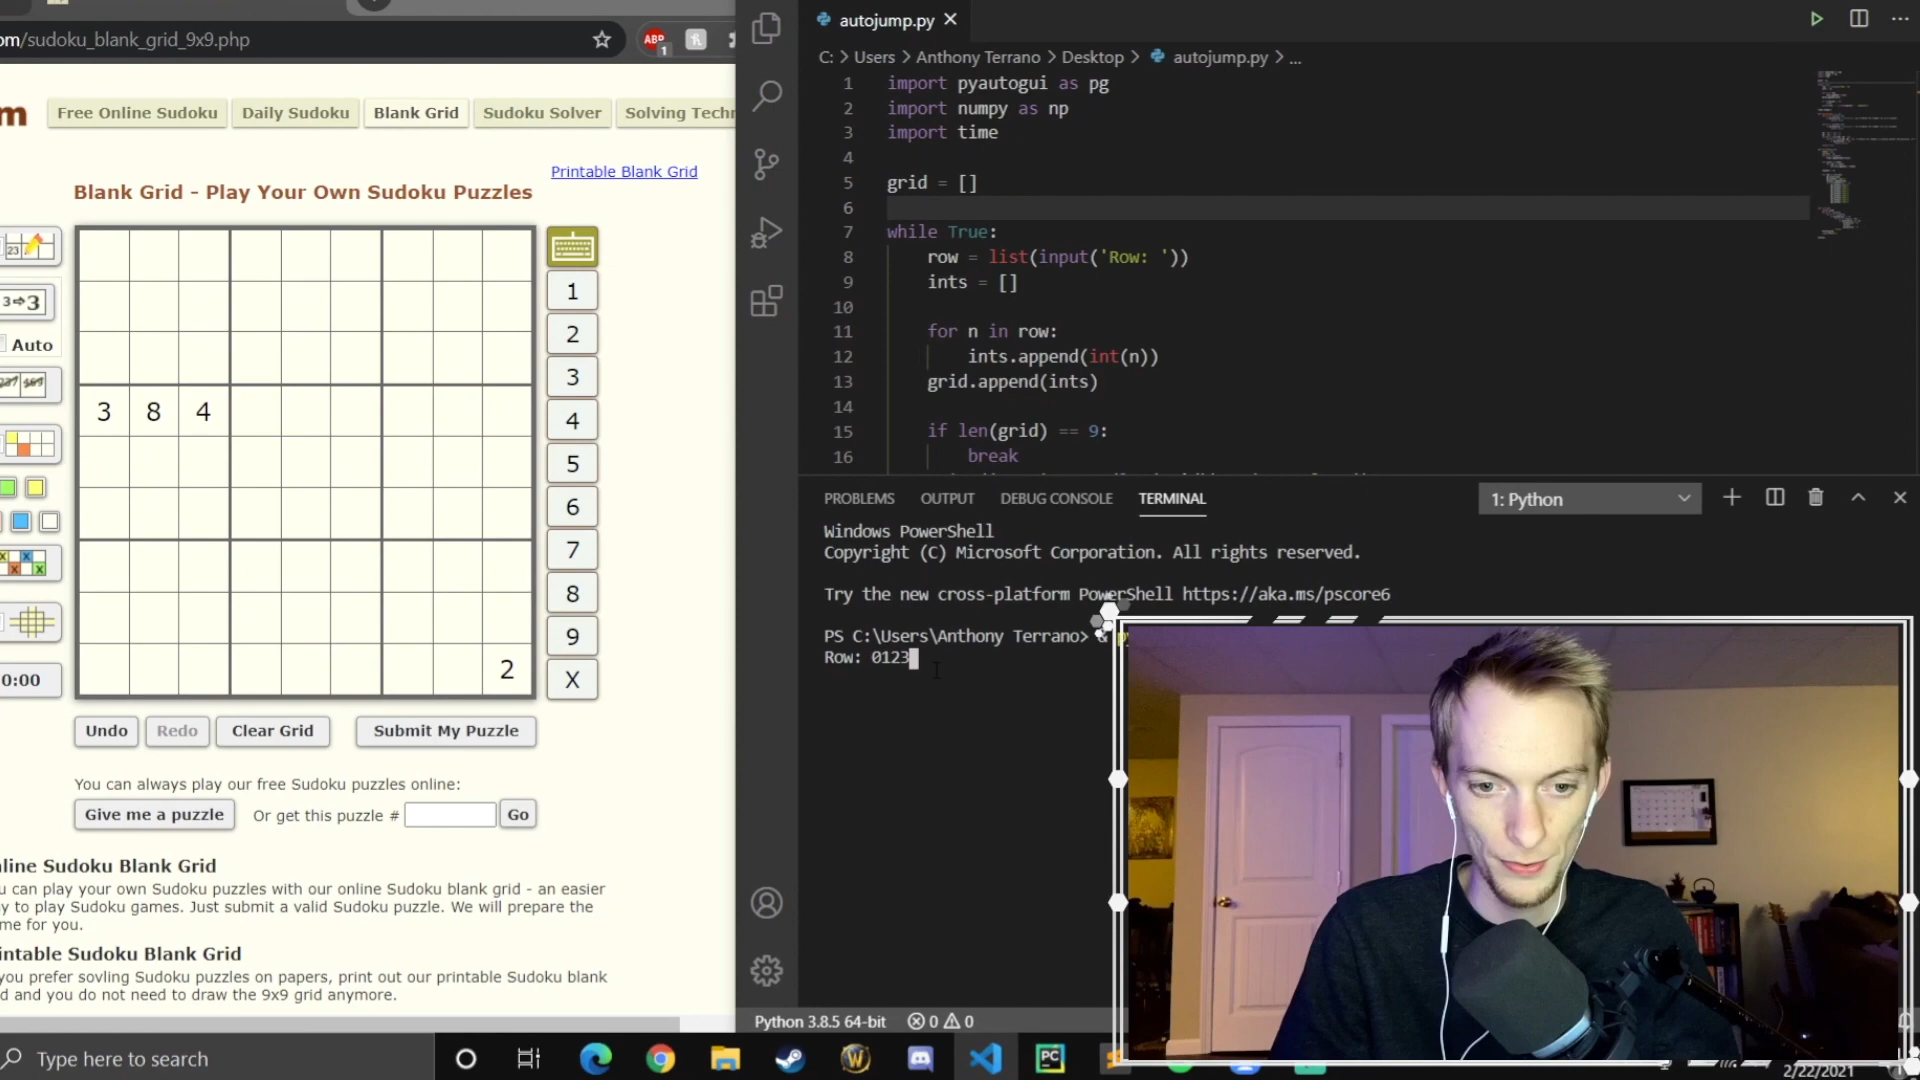 om/sudoku_blank_grid_9x9.php
ABP
1
Free Online Sudoku
Daily Sudoku
Blank Grid
Sudoku Solver
Solving Techn
Printable Blank Grid
Blank Grid - Play Your Own Sudoku Puzzles
23
3⇨3
Auto
3 8 4
2
1
2
3
4
5
6
7
8
9
X
0:00
Undo
Redo
Clear Grid
Submit My Puzzle
You can always play our free Sudoku puzzles online:
Give me a puzzle
Or get this puzzle #
Go
line Sudoku Blank Grid
u can play your own Sudoku puzzles with our online Sudoku blank grid - an easier
y to play Sudoku games. Just submit a valid Sudoku puzzle. We will prepare the
me for you.
intable Sudoku Blank Grid
you prefer sovling Sudoku puzzles on papers, print out our printable Sudoku blank
d and you do not need to draw the 9x9 grid anymore.
autojump.py
C: > Users > Anthony Terrano > Desktop > autojump.py > ...
1 import pyautogui as pg
2 import numpy as np
3 import time
4
5 grid = []
6
7 while True:
8 row = list(input('Row: '))
9 ints = []
10
11 for n in row:
12 ints.append(int(n))
13 grid.append(ints)
14
15 if len(grid) == 9:
16 break
PROBLEMS OUTPUT DEBUG CONSOLE TERMINAL
1: Python
Windows PowerShell
Copyright (C) Microsoft Corporation. All rights reserved.
Try the new cross-platform PowerShell https://aka.ms/pscore6
PS C:\Users\Anthony Terrano> &
Row: 0123
Python 3.8.5 64-bit
0
0
Type here to search
PC
2/22/2021